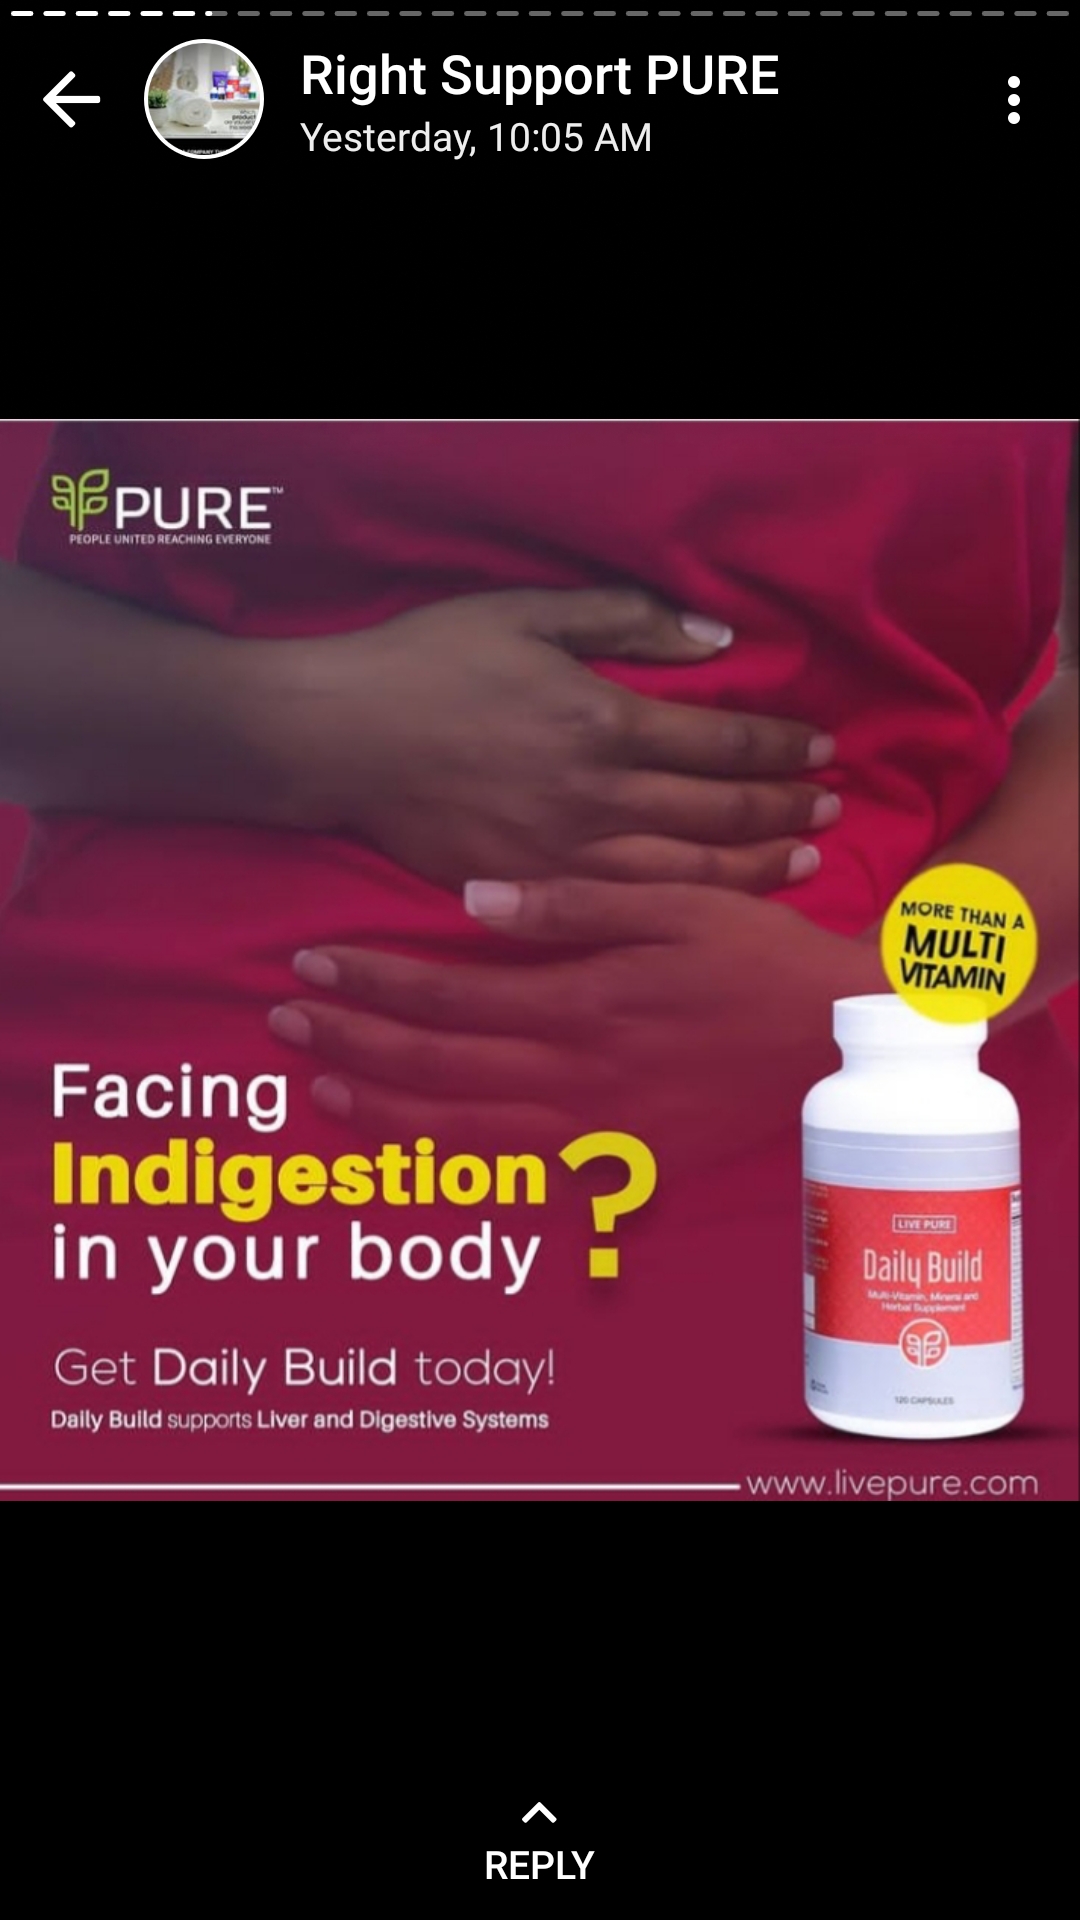 Right Support PURE
Yesterday, 10:05 AM
PURE™
PEOPLE UNITED REACHING EVERYONE
MORE THAN A
MULTI
VITAMIN
Facing
Indigestion?
in your body
LIVE PURE
Daily Build
Multi-Vitamin, Mineral and
Herbal Supplement
120 CAPSULES
Get Daily Build today!
Daily Build supports Liver and Digestive Systems
www.livepure.com
REPLY